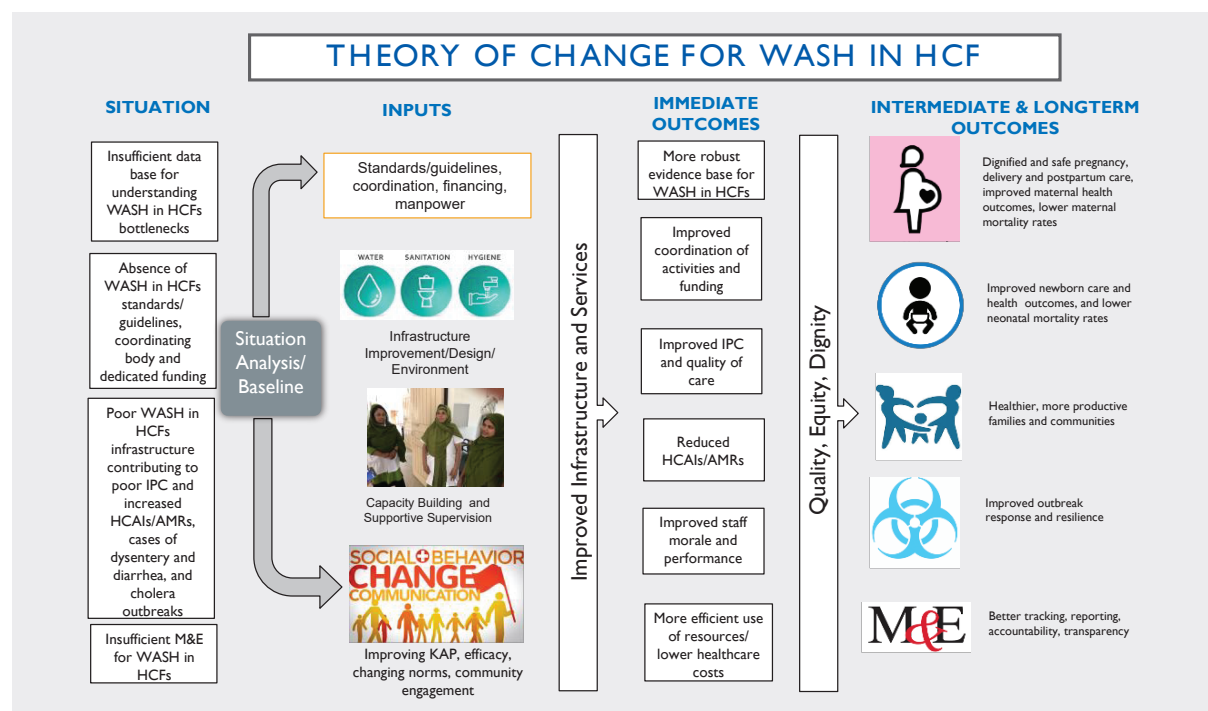 THEORY OF CHANGE FOR WASH IN HCF
SITUATION
Insufficient data
base for
understanding
WASH in HCFs
bottlenecks
Absence of
WASH in HCFs
standards/
guidelines,
coordinating
body and
dedicated funding
Poor WASH in
HCFs
infrastructure
contributing to
poor IPC and
increased
HCAIs/AMRs,
cases of
dysentery and
diarrhea, and
cholera
outbreaks
Insufficient M&E
for WASH in
HCFs
Situation
Analysis/
Baseline
INPUTS
Standards/guidelines,
coordination, financing,
manpower
WATER SANITATION HYGIENE
Infrastructure
Improvement/Design/
Environment
Capacity Building and
Supportive Supervision
SOCIAL+BEHAVIOR
CHANGE
COMMUNICATION
Improving KAP, efficacy,
changing norms, community
engagement
Improved Infrastructure and Services
IMMEDIATE
OUTCOMES
More robust
evidence base for
WASH in HCFs
Improved
coordination of
activities and
funding
Improved IPC
and quality of
care
Reduced
HCAIs/AMRs
Improved staff
morale and
performance
More efficient use
of resources/
lower healthcare
costs
Quality, Equity, Dignity
INTERMEDIATE & LONGTERM
OUTCOMES
Dignified and safe pregnancy,
delivery and postpartum care,
improved maternal health
outcomes, lower maternal
mortality rates
Improved newborn care and
health outcomes, and lower
neonatal mortality rates
Healthier, more productive
families and communities
Improved outbreak
response and resilience
M&E
Better tracking, reporting,
accountability, transparency